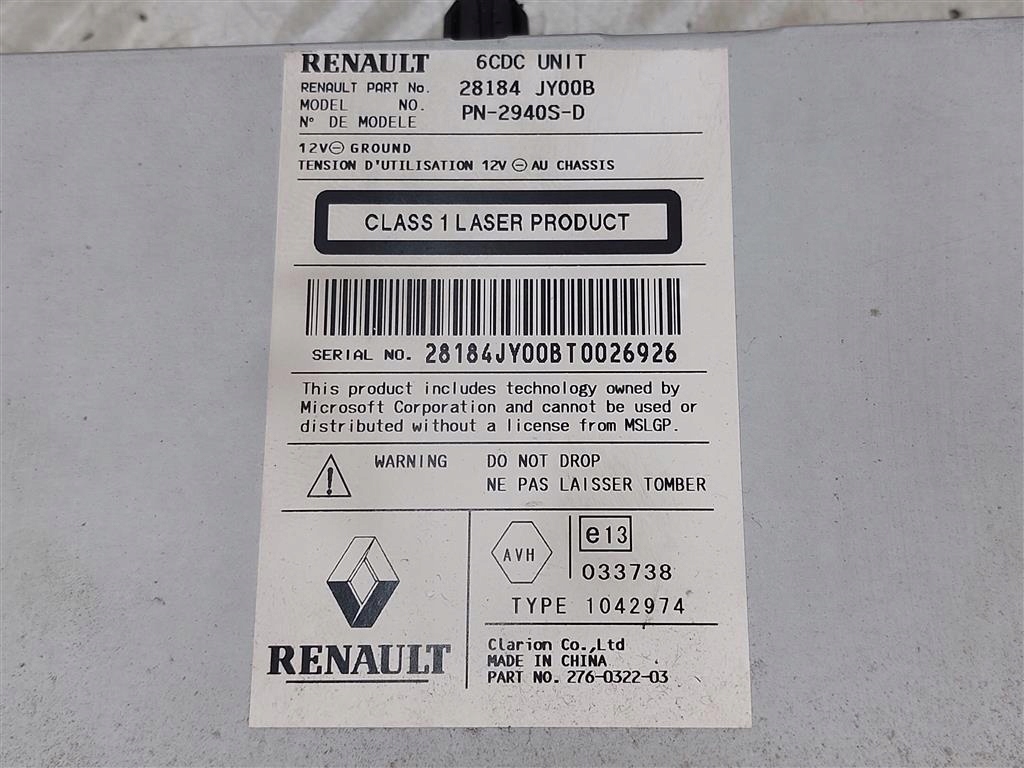 RENAULT 6CDC UNIT
RENAULT PART No. 28184 JY00B
MODEL NO. PN-2940S-D
N° DE MODELE
12V⊖ GROUND
TENSION D'UTILISATION 12V ⊖ AU CHASSIS
CLASS 1 LASER PRODUCT
SERIAL NO. 28184JY00BT0026926
This product includes technology owned by
Microsoft Corporation and cannot be used or
distributed without a license from MSLGP.
WARNING DO NOT DROP
NE PAS LAISSER TOMBER
AVH e13
033738
TYPE 1042974
RENAULT
Clarion Co.,Ltd
MADE IN CHINA
PART NO. 276-0322-03